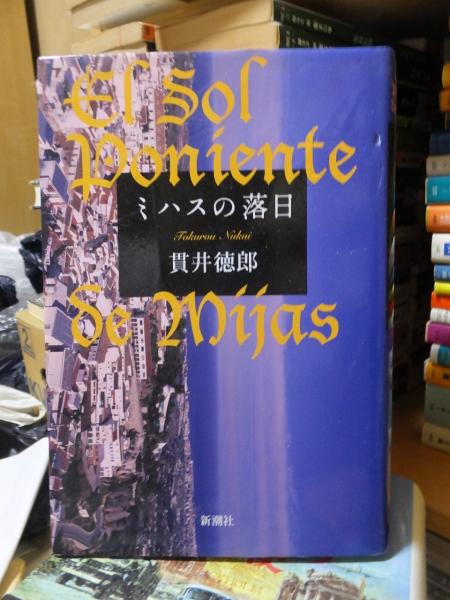 El Sol
Poniente
ミハスの落日
Tokurou Nukui
貫井徳郎
de Mijas
新潮社